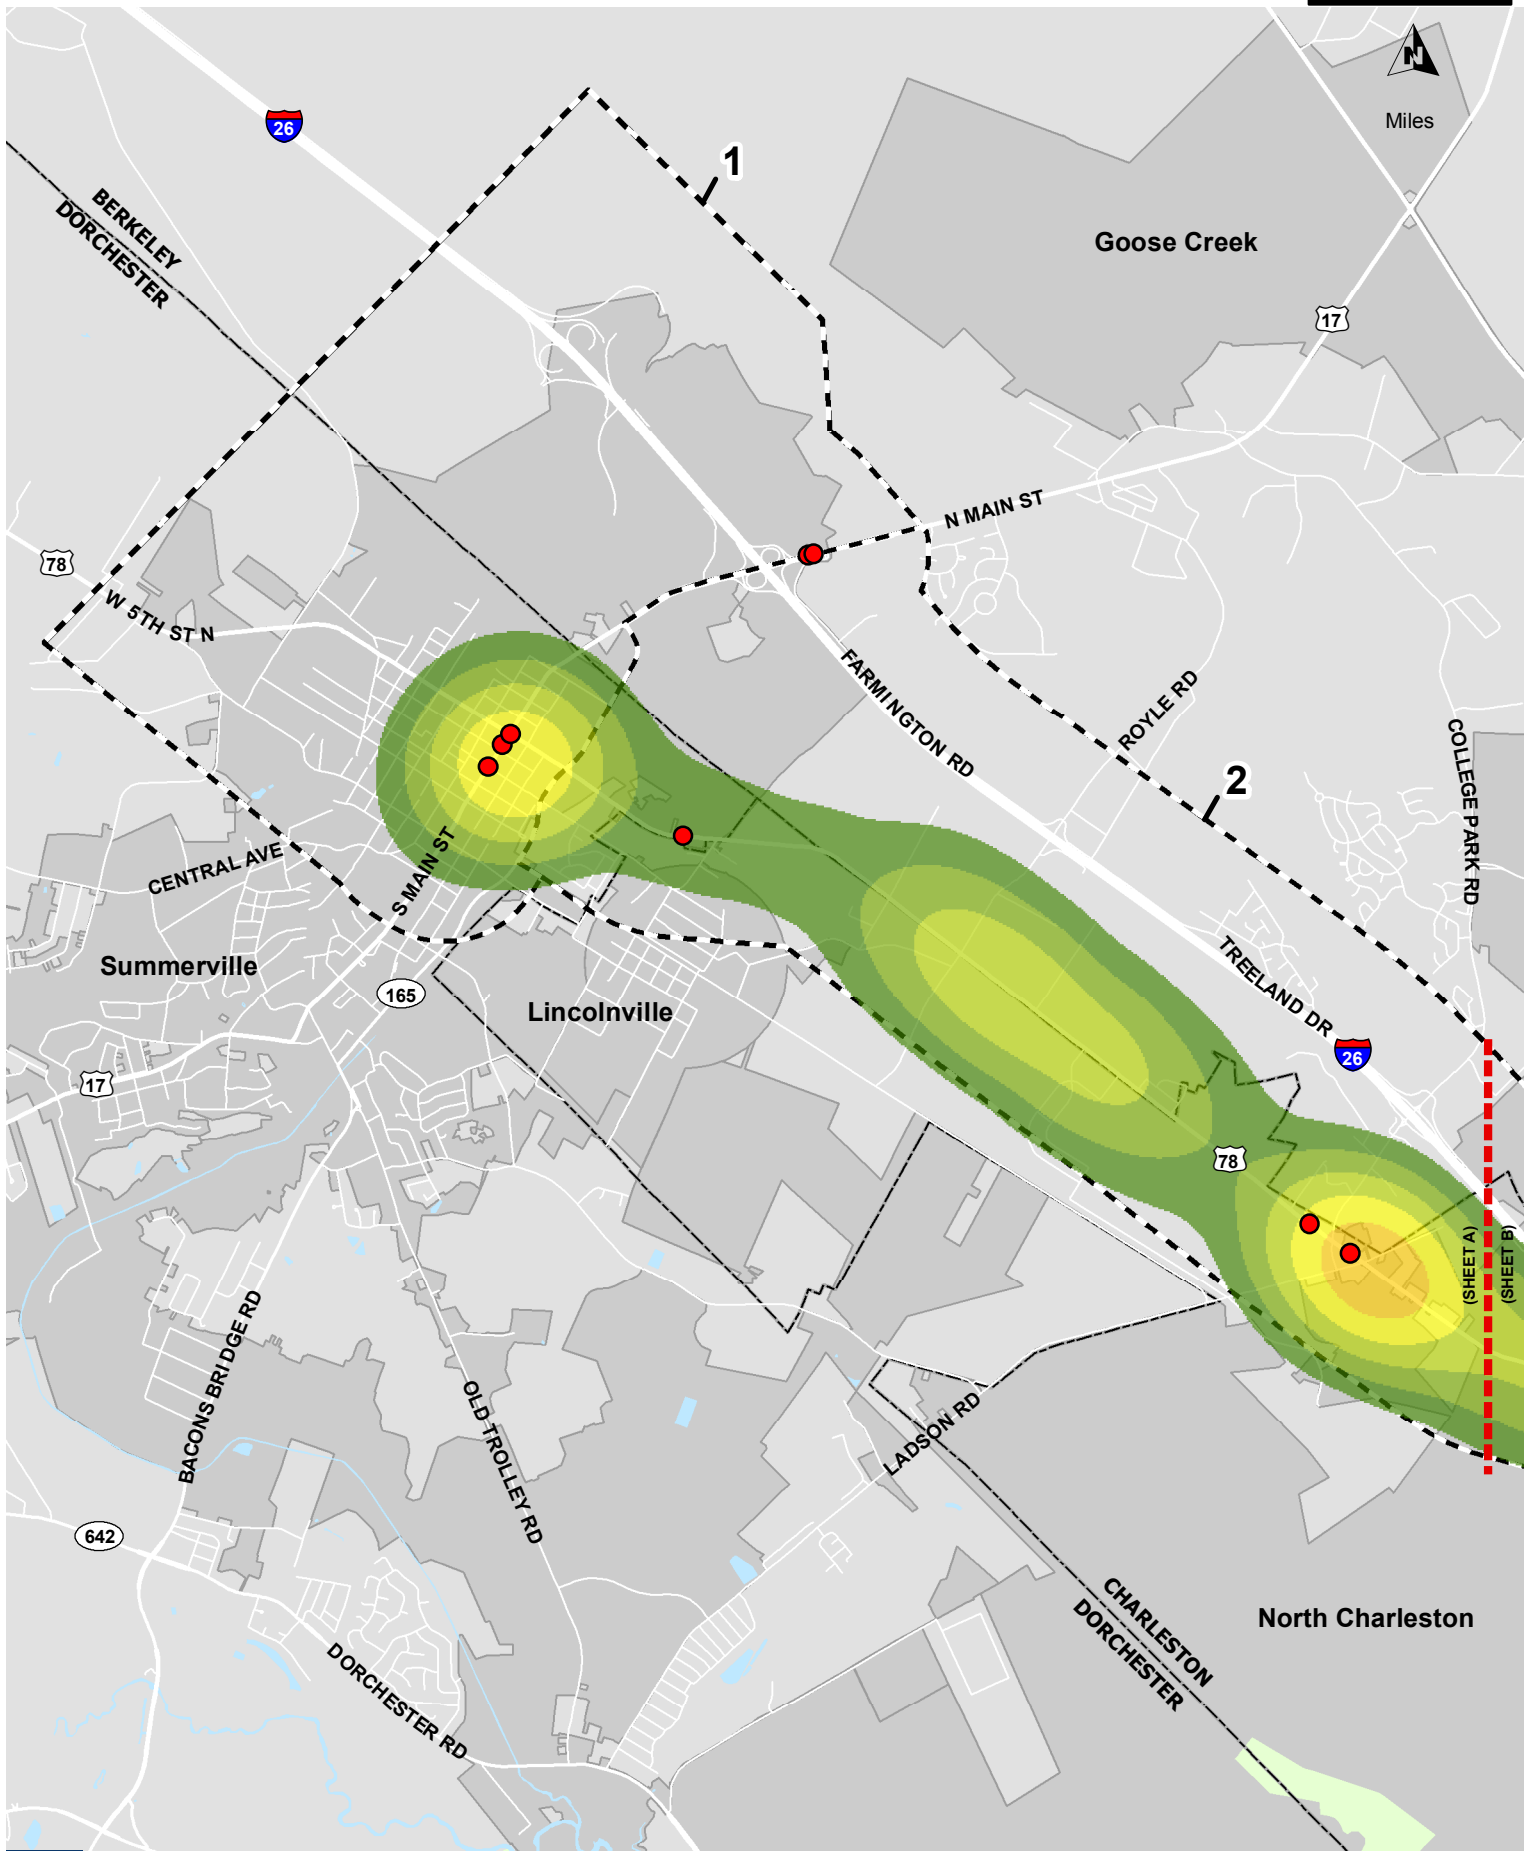 N
Miles
26
1
BERKELEY
DORCHESTER
Goose Creek
17
N MAIN ST
78
W 5TH ST N
FARMINGTON RD
ROYLE RD
COLLEGE PARK RD
2
CENTRAL AVE
S MAIN ST
Summerville
165
Lincolnville
TREELAND DR
26
17
78
(SHEET A)
(SHEET B)
BACONS BRIDGE RD
OLD TROLLEY RD
LADSON RD
642
CHARLESTON
DORCHESTER
North Charleston
DORCHESTER RD